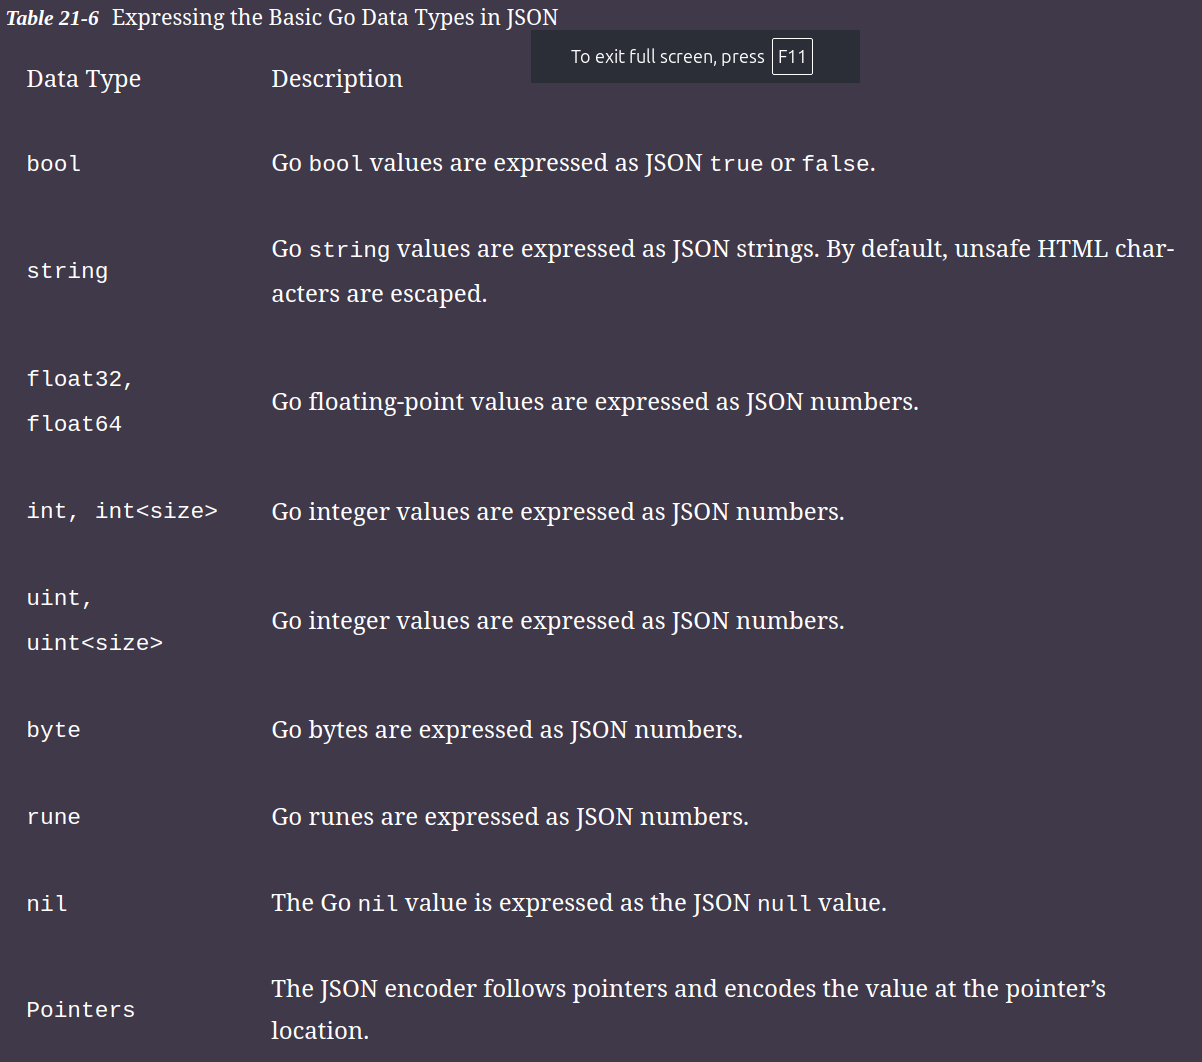 Table 21-6 Expressing the Basic Go Data Types in JSON
To exit full screen, press F11
Data Type Description
bool Go bool values are expressed as JSON true or false.
string Go string values are expressed as JSON strings. By default, unsafe HTML char-
acters are escaped.
float32,
float64 Go floating-point values are expressed as JSON numbers.
int, int<size> Go integer values are expressed as JSON numbers.
uint,
uint<size> Go integer values are expressed as JSON numbers.
byte Go bytes are expressed as JSON numbers.
rune Go runes are expressed as JSON numbers.
nil The Go nil value is expressed as the JSON null value.
Pointers The JSON encoder follows pointers and encodes the value at the pointer’s
location.